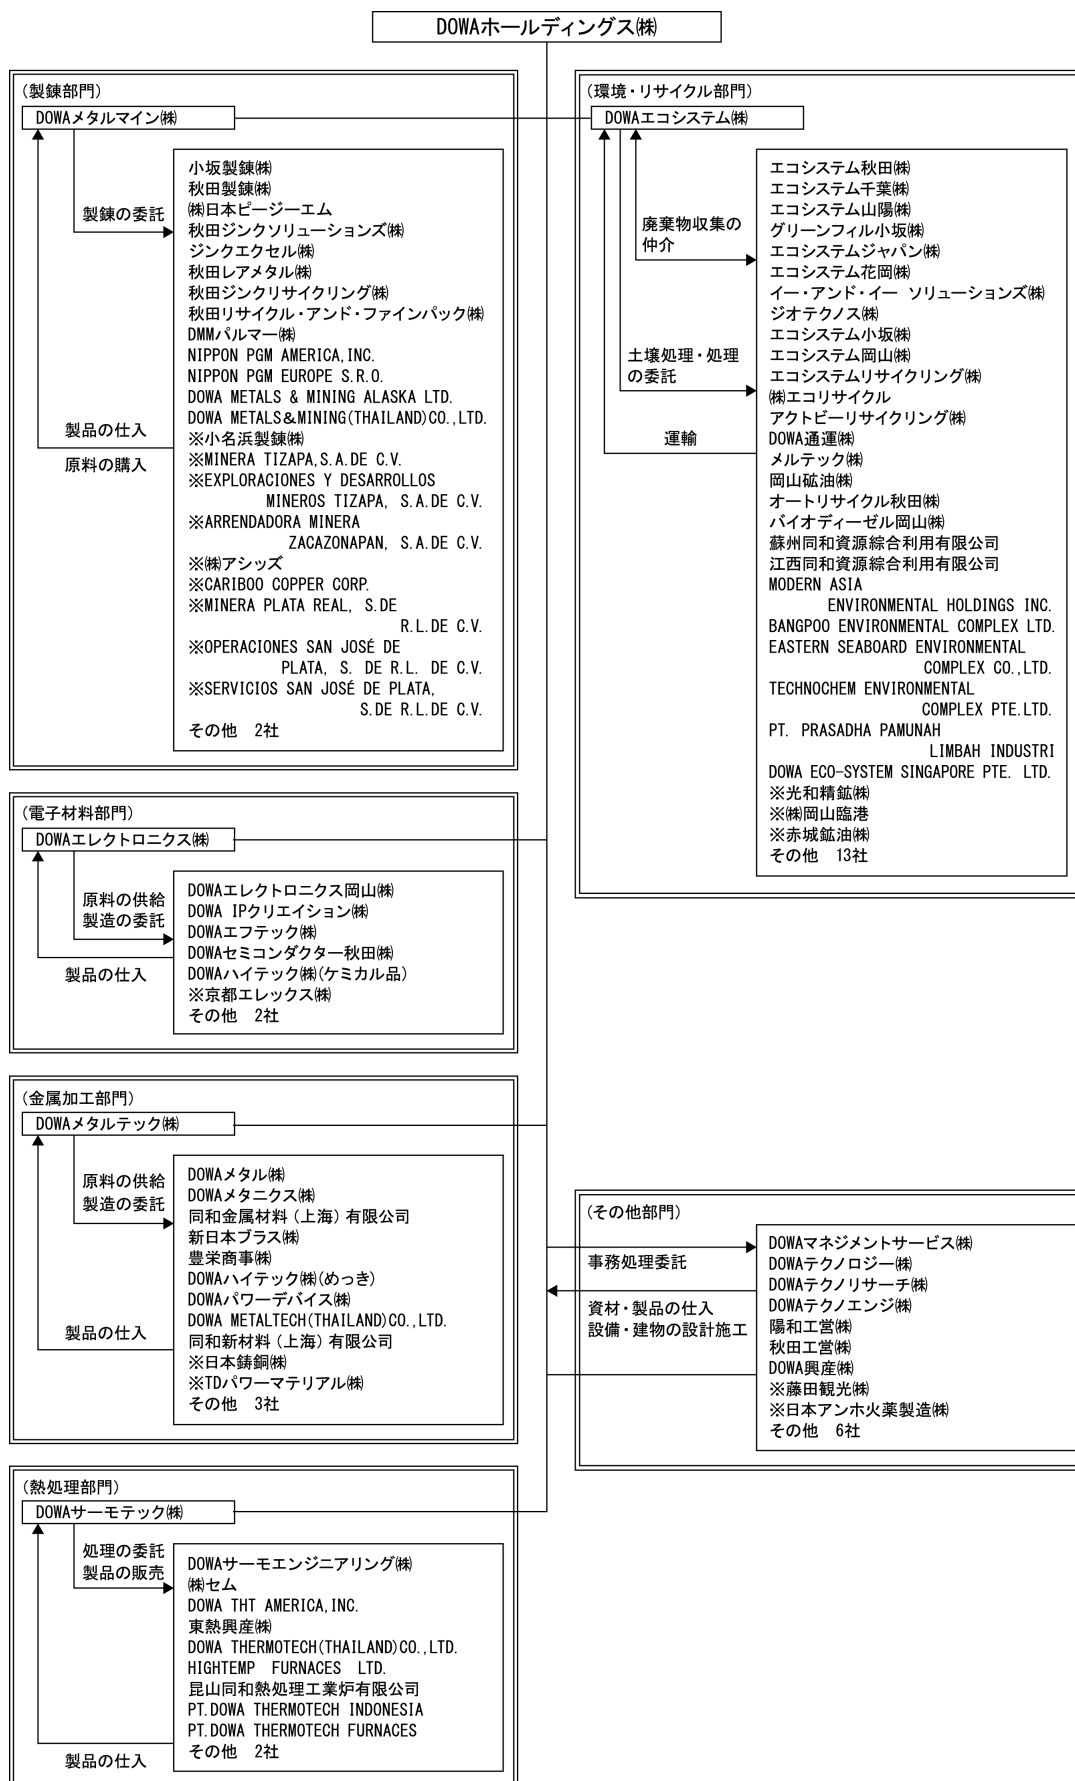 DOWAホールディングス㈱
(製錬部門)
DOWAメタルマイン㈱
製錬の委託
小坂製錬㈱
秋田製錬㈱
㈱日本ピージーエム
秋田ジンクソリューションズ㈱
ジンクエクセル㈱
秋田レアメタル㈱
秋田ジンクリサイクリング㈱
秋田リサイクル・アンド・ファインパック㈱
DMMパルマー㈱
NIPPON PGM AMERICA,INC.
NIPPON PGM EUROPE S.R.O.
DOWA METALS & MINING ALASKA LTD.
DOWA METALS&MINING(THAILAND)CO.,LTD.
※小名浜製錬㈱
※MINERA TIZAPA,S.A.DE C.V.
※EXPLORACIONES Y DESARROLLOS
MINEROS TIZAPA, S.A.DE C.V.
※ARRENDADORA MINERA
ZACAZONAPAN, S.A.DE C.V.
※㈱アシッズ
※CARIBOO COPPER CORP.
※MINERA PLATA REAL, S.DE
R.L.DE C.V.
※OPERACIONES SAN JOSÉ DE
PLATA, S. DE R.L. DE C.V.
※SERVICIOS SAN JOSÉ DE PLATA,
S.DE R.L.DE C.V.
その他 2社
製品の仕入
原料の購入
(環境・リサイクル部門)
DOWAエコシステム㈱
廃棄物収集の
仲介
土壌処理・処理
の委託
運輸
エコシステム秋田㈱
エコシステム千葉㈱
エコシステム山陽㈱
グリーンフィル小坂㈱
エコシステムジャパン㈱
エコシステム花岡㈱
イー・アンド・イー ソリューションズ㈱
ジオテクノス㈱
エコシステム小坂㈱
エコシステム岡山㈱
エコシステムリサイクリング㈱
㈱エコリサイクル
アクトビーリサイクリング㈱
DOWA通運㈱
メルテック㈱
岡山砿油㈱
オートリサイクル秋田㈱
バイオディーゼル岡山㈱
蘇州同和資源綜合利用有限公司
江西同和資源綜合利用有限公司
MODERN ASIA
ENVIRONMENTAL HOLDINGS INC.
BANGPOO ENVIRONMENTAL COMPLEX LTD.
EASTERN SEABOARD ENVIRONMENTAL
COMPLEX CO.,LTD.
TECHNOCHEM ENVIRONMENTAL
COMPLEX PTE.LTD.
PT. PRASADHA PAMUNAH
LIMBAH INDUSTRI
DOWA ECO-SYSTEM SINGAPORE PTE. LTD.
※光和精鉱㈱
※㈱岡山臨港
※赤城鉱油㈱
その他 13社
(電子材料部門)
DOWAエレクトロニクス㈱
原料の供給
製造の委託
製品の仕入
DOWAエレクトロニクス岡山㈱
DOWA IPクリエイション㈱
DOWAエフテック㈱
DOWAセミコンダクター秋田㈱
DOWAハイテック㈱(ケミカル品)
※京都エレックス㈱
その他 2社
(金属加工部門)
DOWAメタルテック㈱
原料の供給
製造の委託
製品の仕入
DOWAメタル㈱
DOWAメタニクス㈱
同和金属材料(上海)有限公司
新日本ブラス㈱
豊栄商事㈱
DOWAハイテック㈱(めっき)
DOWAパワーデバイス㈱
DOWA METALTECH(THAILAND)CO.,LTD.
同和新材料(上海)有限公司
※日本鋳銅㈱
※TDパワーマテリアル㈱
その他 3社
(その他部門)
事務処理委託
資材・製品の仕入
設備・建物の設計施工
DOWAマネジメントサービス㈱
DOWAテクノロジー㈱
DOWAテクノリサーチ㈱
DOWAテクノエンジ㈱
陽和工営㈱
秋田工営㈱
DOWA興産㈱
※藤田観光㈱
※日本アンホ火薬製造㈱
その他 6社
(熱処理部門)
DOWAサーモテック㈱
処理の委託
製品の販売
製品の仕入
DOWAサーモエンジニアリング㈱
㈱セム
DOWA THT AMERICA,INC.
東熱興産㈱
DOWA THERMOTECH(THAILAND)CO.,LTD.
HIGHTEMP FURNACES LTD.
昆山同和熱処理工業炉有限公司
PT.DOWA THERMOTECH INDONESIA
PT.DOWA THERMOTECH FURNACES
その他 2社